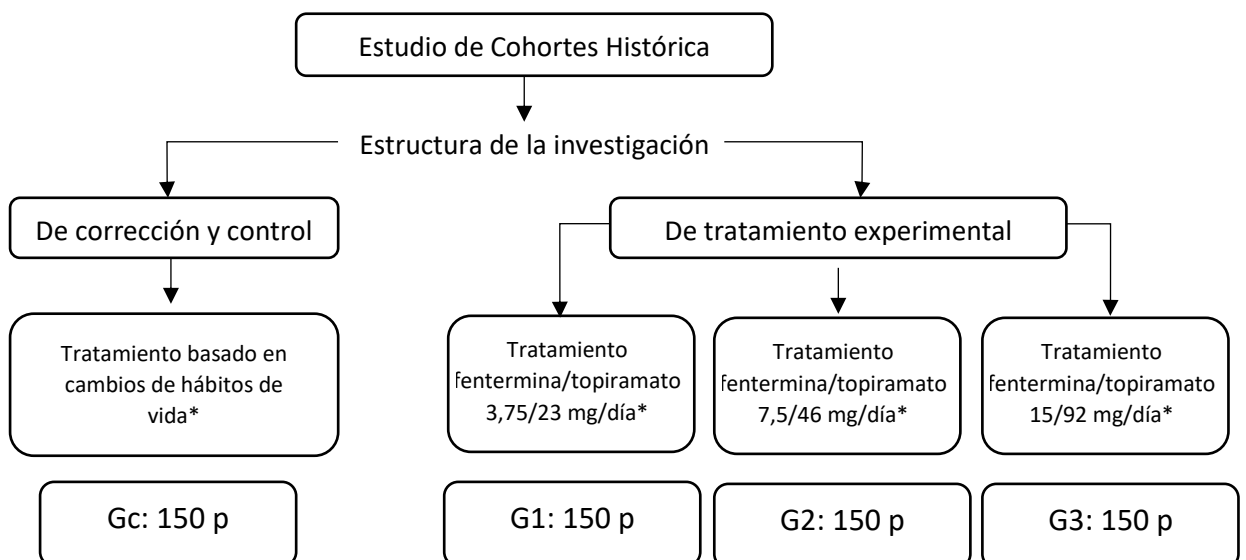 Estudio de Cohortes Histórica
Estructura de la investigación
De corrección y control
De tratamiento experimental
Tratamiento basado en
cambios de hábitos de
vida*
Tratamiento
fentermina/topiramato
3,75/23 mg/día*
Tratamiento
fentermina/topiramato
7,5/46 mg/día*
Tratamiento
fentermina/topiramato
15/92 mg/día*
Gc: 150 p
G1: 150 p
G2: 150 p
G3: 150 p